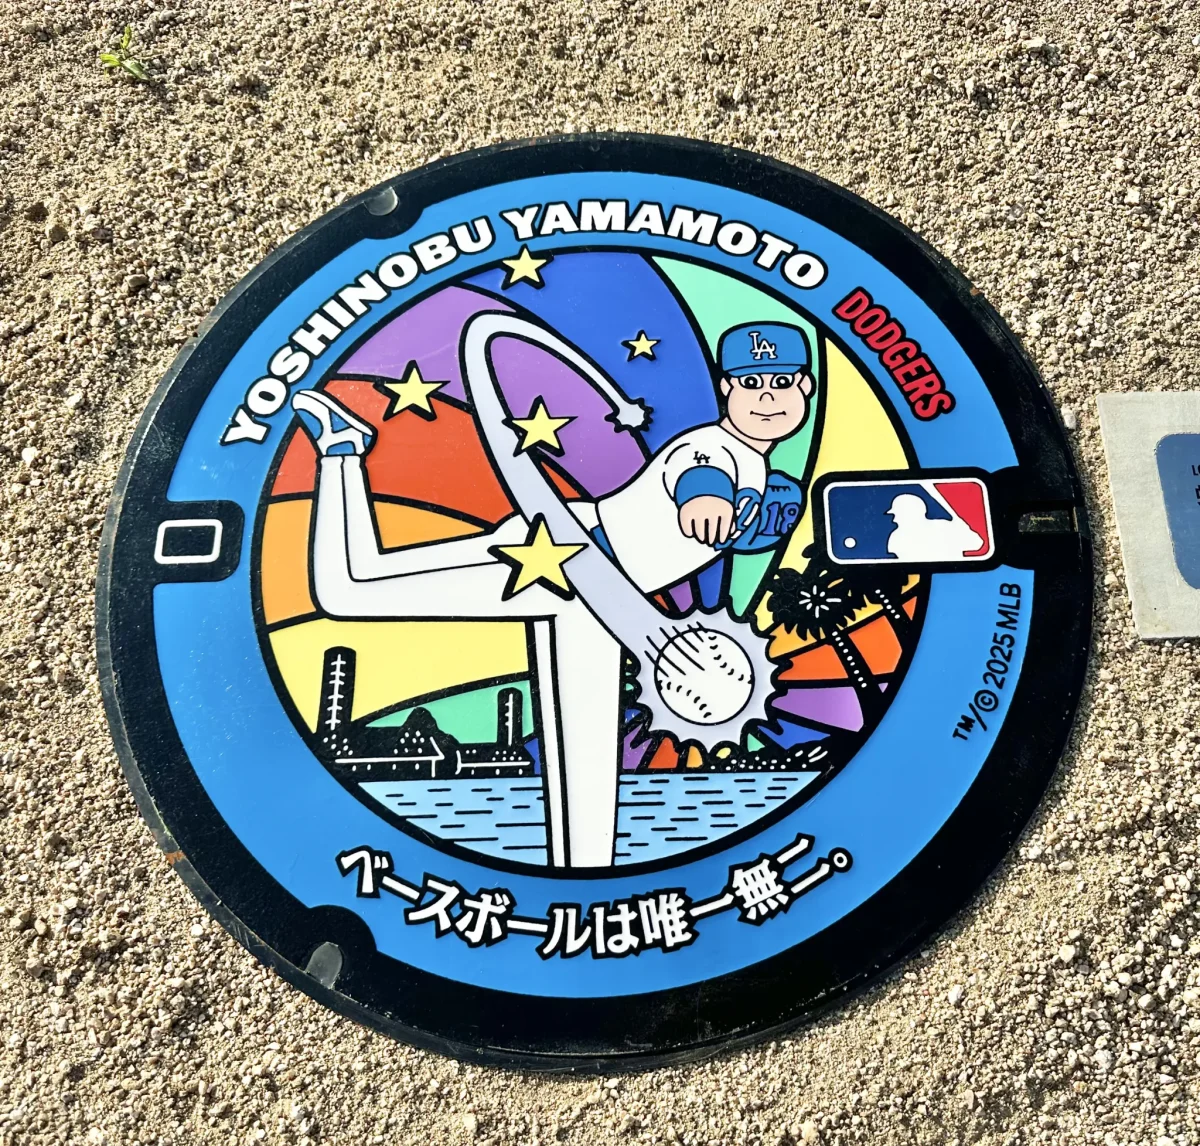 YOSHINOBU YAMAMOTO
DODGERS
LA
LA
18
TM/© 2025 MLB
ベースボールは唯一無二。